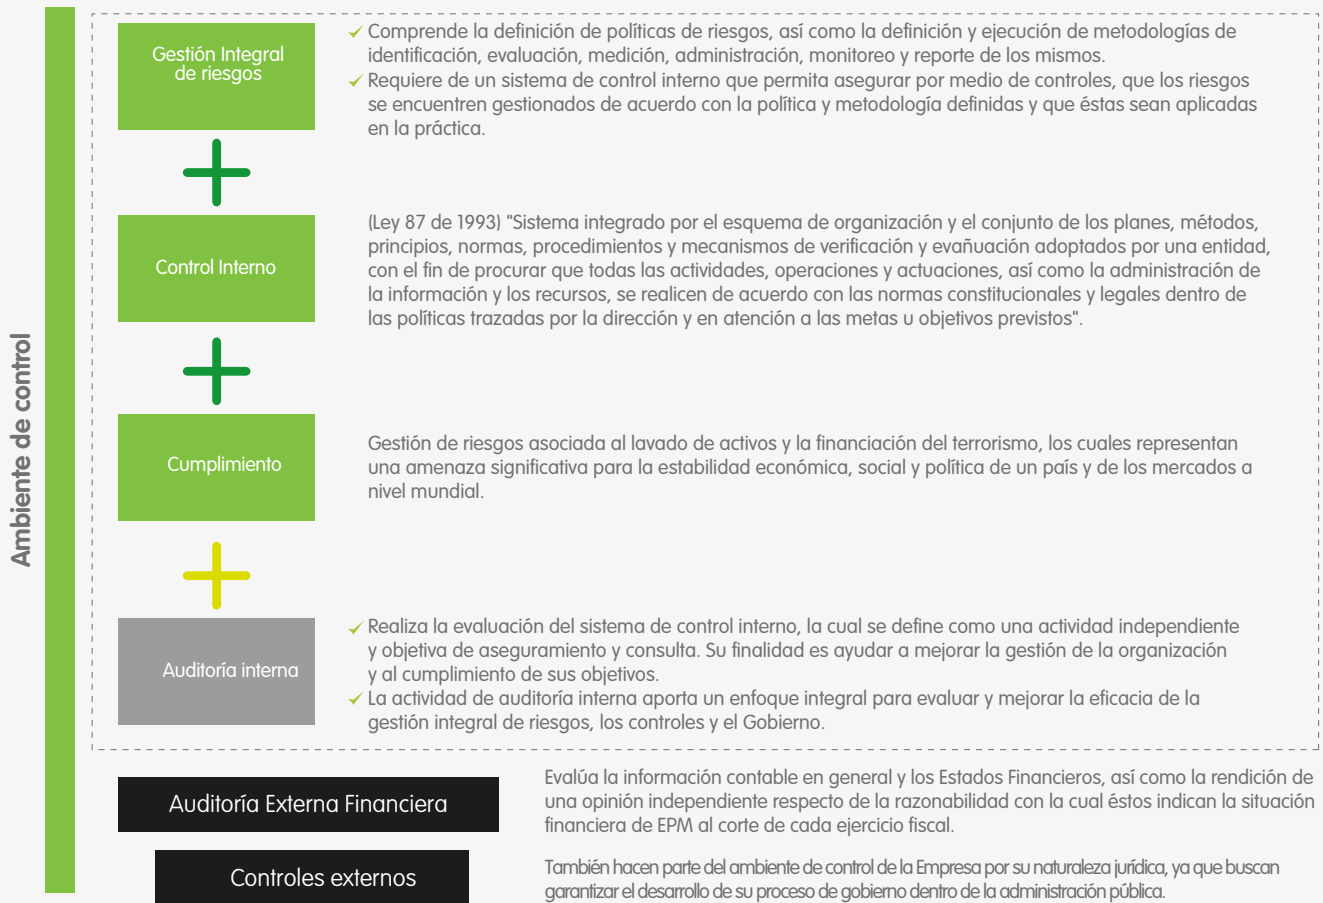 Ambiente de control
Gestión Integral
de riesgos
Comprende la definición de políticas de riesgos, así como la definición y ejecución de metodologías de
identificación, evaluación, medición, administración, monitoreo y reporte de los mismos.
Requiere de un sistema de control interno que permita asegurar por medio de controles, que los riesgos
se encuentren gestionados de acuerdo con la política y metodología definidas y que éstas sean aplicadas
en la práctica.
Control Interno
(Ley 87 de 1993) "Sistema integrado por el esquema de organización y el conjunto de los planes, métodos,
principios, normas, procedimientos y mecanismos de verificación y evañuación adoptados por una entidad,
con el fin de procurar que todas las actividades, operaciones y actuaciones, así como la administración de
la información y los recursos, se realicen de acuerdo con las normas constitucionales y legales dentro de
las políticas trazadas por la dirección y en atención a las metas u objetivos previstos".
Cumplimiento
Gestión de riesgos asociada al lavado de activos y la financiación del terrorismo, los cuales representan
una amenaza significativa para la estabilidad económica, social y política de un país y de los mercados a
nivel mundial.
Auditoría interna
Realiza la evaluación del sistema de control interno, la cual se define como una actividad independiente
y objetiva de aseguramiento y consulta. Su finalidad es ayudar a mejorar la gestión de la organización
y al cumplimiento de sus objetivos.
La actividad de auditoría interna aporta un enfoque integral para evaluar y mejorar la eficacia de la
gestión integral de riesgos, los controles y el Gobierno.
Auditoría Externa Financiera
Evalúa la información contable en general y los Estados Financieros, así como la rendición de
una opinión independiente respecto de la razonabilidad con la cual éstos indican la situación
financiera de EPM al corte de cada ejercicio fiscal.
Controles externos
También hacen parte del ambiente de control de la Empresa por su naturaleza jurídica, ya que buscan
garantizar el desarrollo de su proceso de gobierno dentro de la administración pública.